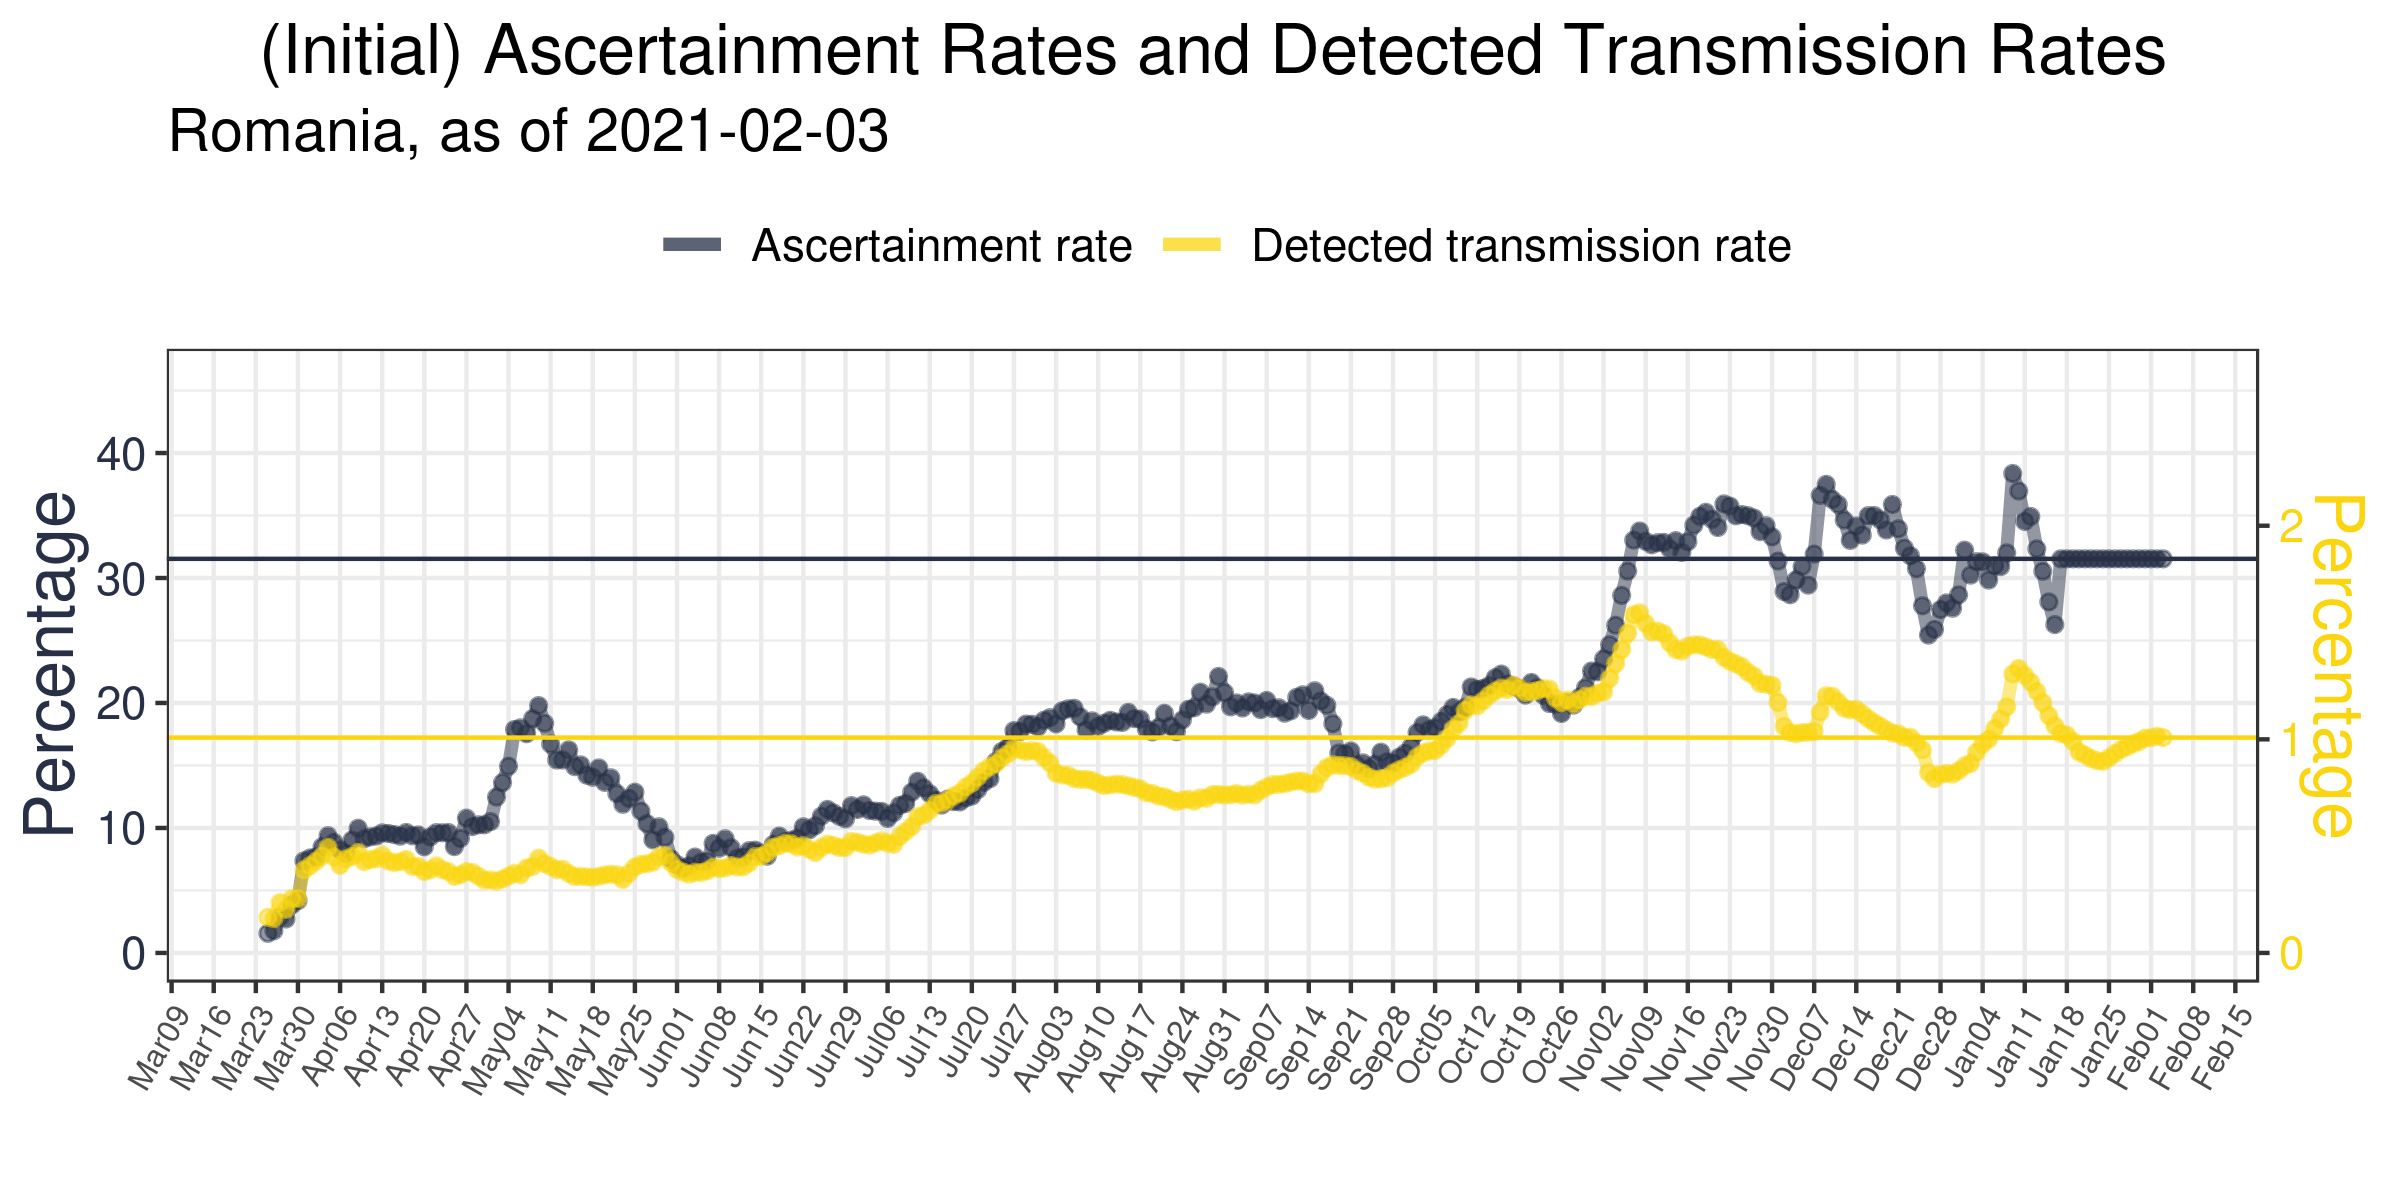 (Initial) Ascertainment Rates and Detected Transmission Rates
Romania, as of 2021-02-03
Ascertainment rate
Detected transmission rate
Percentage
40
30
20
10
0
2
1
0
Percentage
Mar09
Mar16
Mar23
Mar30
Apr06
Apr13
Apr20
Apr27
May04
May11
May18
May25
Jun01
Jun08
Jun15
Jun22
Jun29
Jul06
Jul13
Jul20
Jul27
Aug03
Aug10
Aug17
Aug24
Aug31
Sep07
Sep14
Sep21
Sep28
Oct05
Oct12
Oct19
Oct26
Nov02
Nov09
Nov16
Nov23
Nov30
Dec07
Dec14
Dec21
Dec28
Jan04
Jan11
Jan18
Jan25
Feb01
Feb08
Feb15